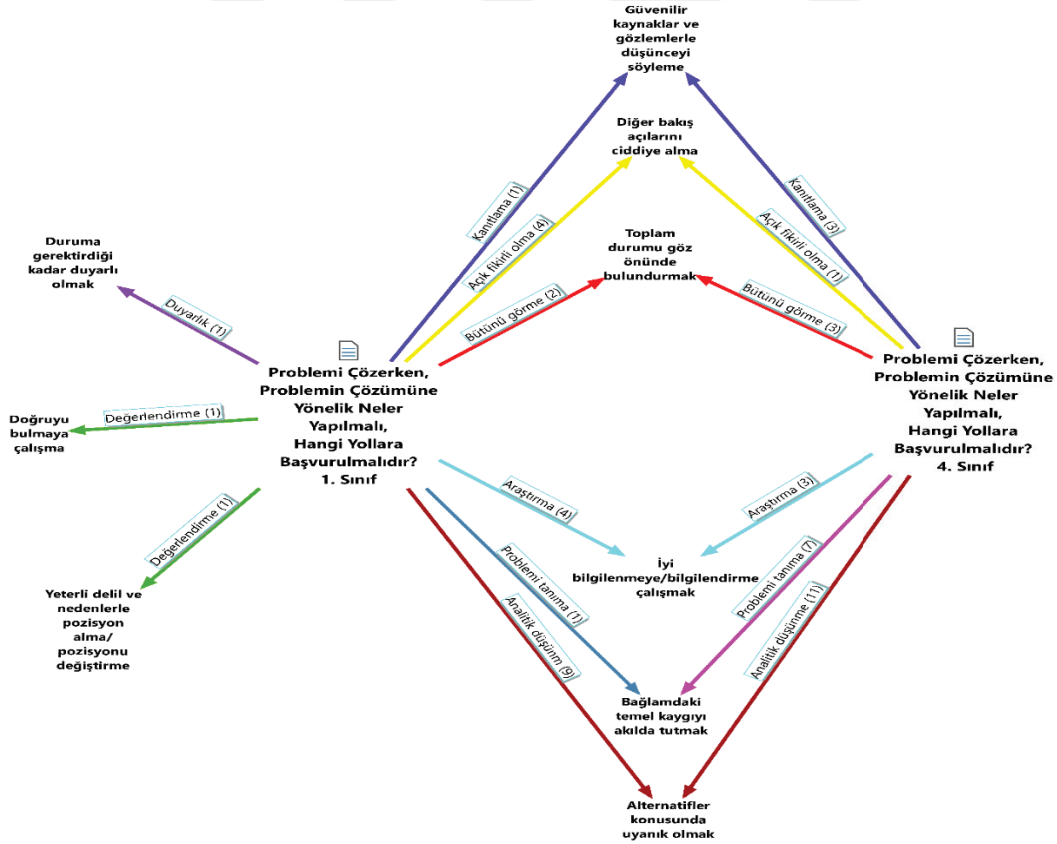 Güvenilir
kaynaklar ve
gözlemlerle
düşünceyi
söyleme
Diğer bakış
açılarını
ciddiye alma
Toplam
durumu göz
önünde
bulundurmak
Kanıtlama (1)
Açık fikirli olma (4)
Bütünü görme (2)
Kanıtlama (3)
Açık fikirli olma (1)
Bütünü görme (3)
Duruma
gerektirdiği
kadar duyarlı
olmak
Duyarlık (1)
Doğruyu
bulmaya
çalışma
Değerlendirme (1)
Değerlendirme (1)
Yeterli delil ve
nedenlerle
pozisyon
alma/
pozisyonu
değiştirme
Problemi Çözerken,
Problemin Çözümüne
Yönelik Neler
Yapılmalı,
Hangi Yollara
Başvurulmalıdır?
1. Sınıf
Problemi Çözerken,
Problemin Çözümüne
Yönelik Neler
Yapılmalı,
Hangi Yollara
Başvurulmalıdır?
4. Sınıf
Araştırma (4)
Problemi tanıma (1)
Analitik düşünm (9)
Araştırma (3)
Problemi tanıma (7)
Analitik düşünme (11)
İyi
bilgilenmeye/bilgilendirme
çalışmak
Bağlamdaki
temel kaygıyı
akılda tutmak
Alternatifler
konusunda
uyanık olmak